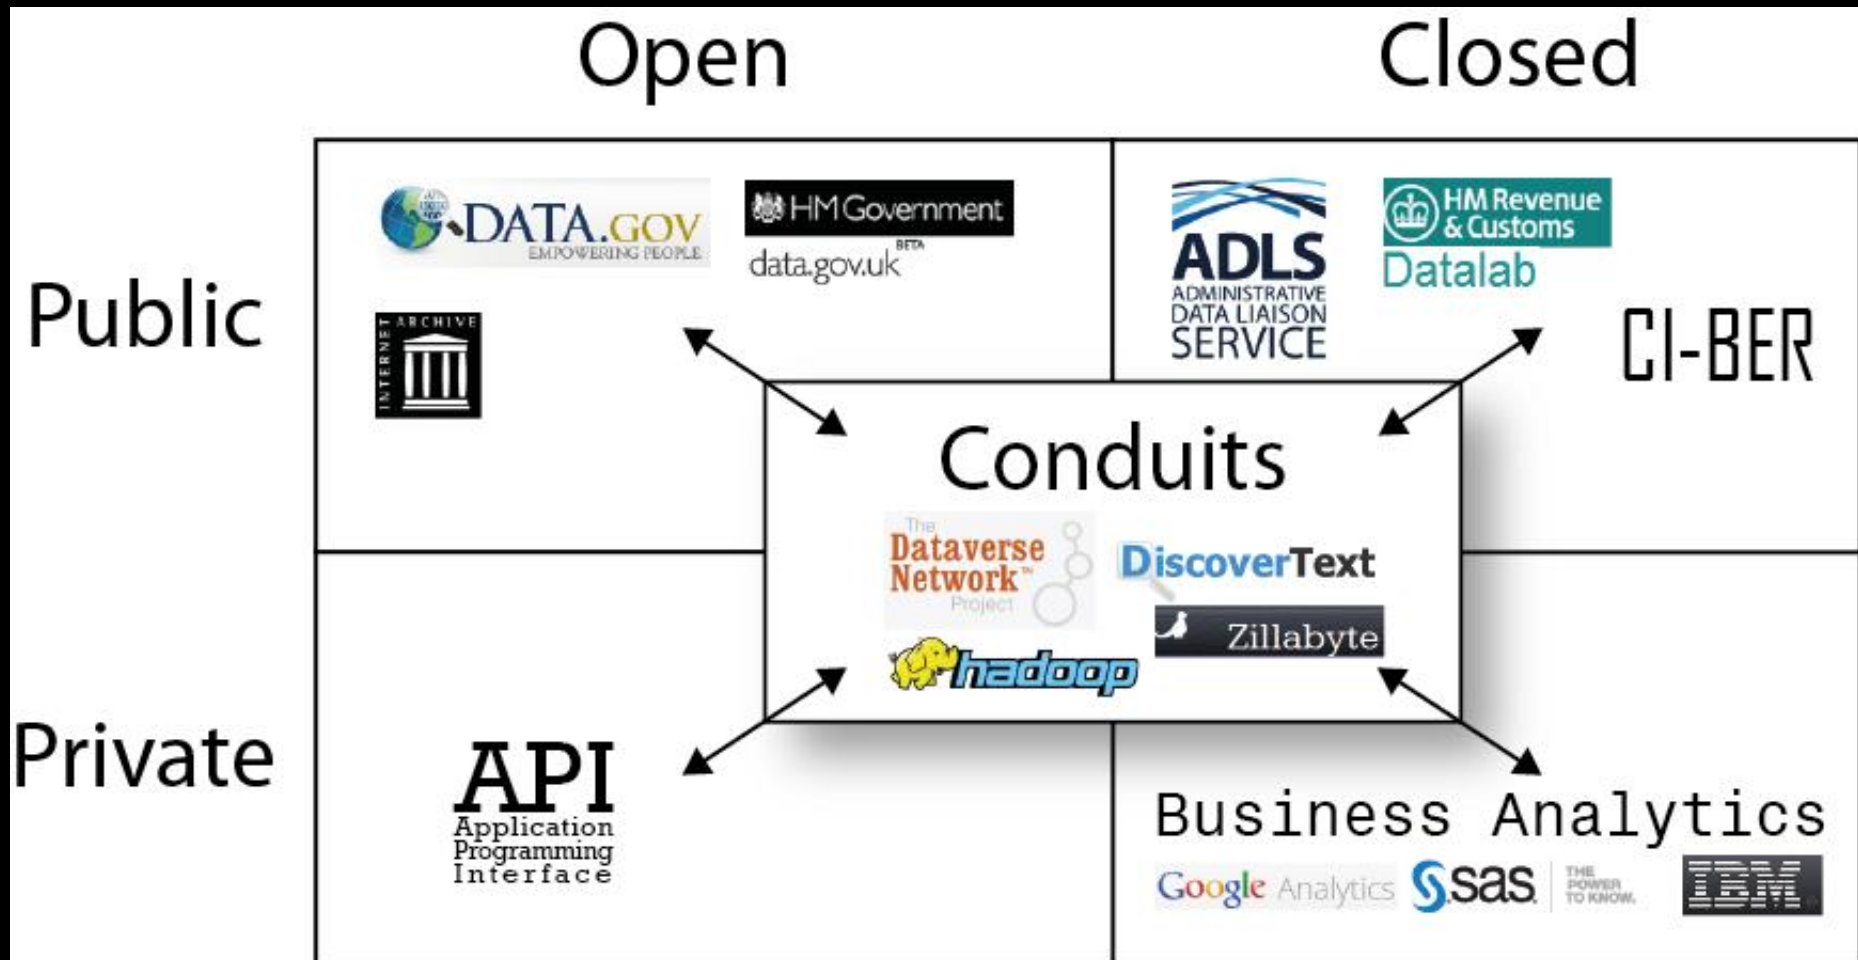 Open
Closed
Public
DATA.GOV
EMPOWERING PEOPLE
HM Government
data.gov.uk BETA
INTERNET ARCHIVE
ADLS
ADMINISTRATIVE
DATA LIAISON
SERVICE
HM Revenue
& Customs
Datalab
CI-BER
Conduits
The
Dataverse
Network™
Project
DiscoverText
Zillabyte
hadoop
Private
API
Application
Programming
Interface
Business Analytics
Google Analytics
sas
THE
POWER
TO KNOW.
IBM